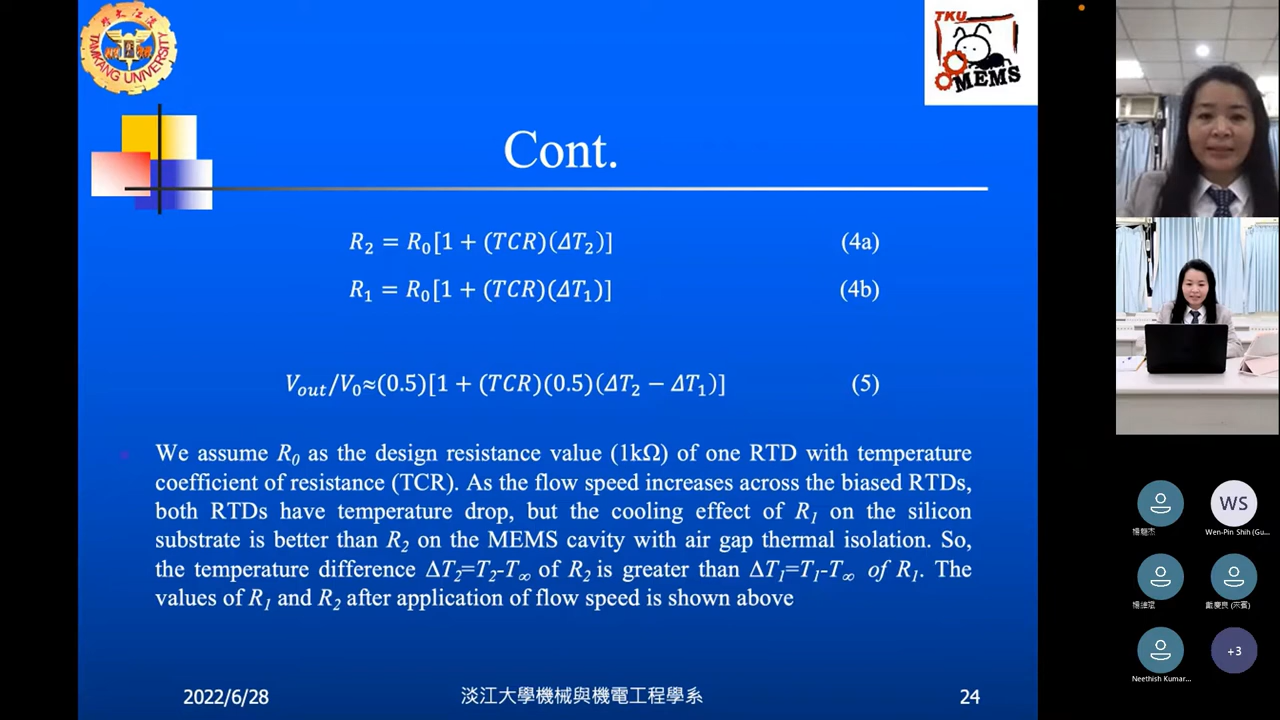 TAMKANG UNIVERSITY
TKU
MEMS
Cont.
R₂ = R₀[1 + (TCR)(ΔT₂)] (4a)
R₁ = R₀[1 + (TCR)(ΔT₁)] (4b)
Vout/V₀≈(0.5)[1 + (TCR)(0.5)(ΔT₂ − ΔT₁)] (5)
We assume R₀ as the design resistance value (1kΩ) of one RTD with temperature
coefficient of resistance (TCR). As the flow speed increases across the biased RTDs,
both RTDs have temperature drop, but the cooling effect of R₁ on the silicon
substrate is better than R₂ on the MEMS cavity with air gap thermal isolation. So,
the temperature difference ΔT₂=T₂-T∞ of R₂ is greater than ΔT₁=T₁-T∞ of R₁. The
values of R₁ and R₂ after application of flow speed is shown above
2022/6/28
淡江大學機械與機電工程學系
24
WS
Wen-Pin Shih (Gu...
戴慶良 (來賓)
Neethish Kumar...
+3